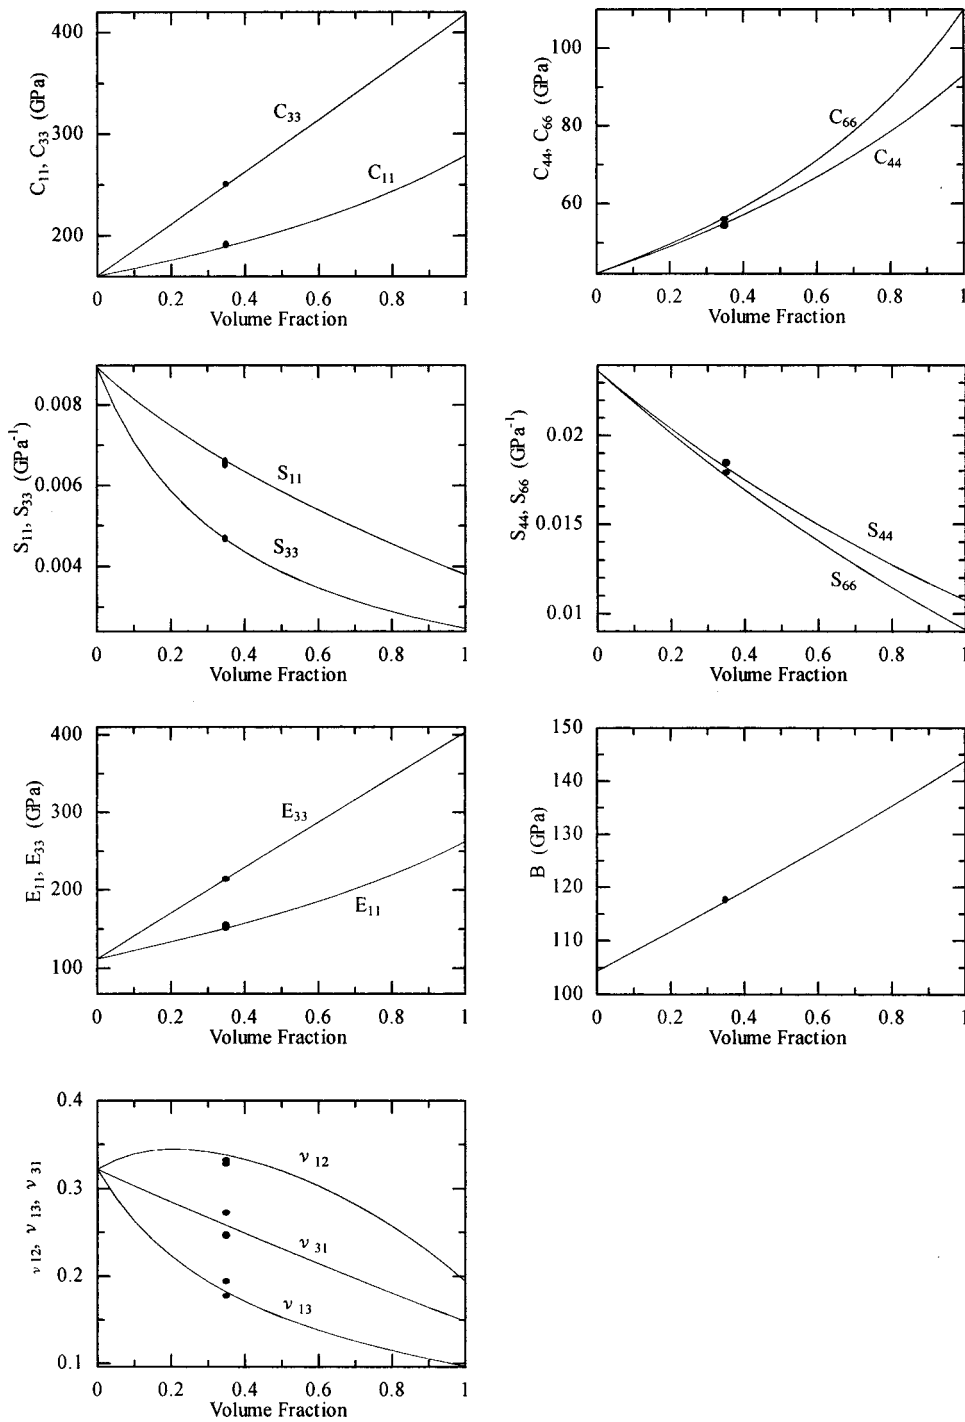 C11, C33 (GPa)
400
300
200
C33
C11
0 0.2 0.4 0.6 0.8 1
Volume Fraction
C44, C66 (GPa)
100
80
60
C66
C44
0 0.2 0.4 0.6 0.8 1
Volume Fraction
S11, S33 (GPa-1)
0.008
0.006
0.004
S11
S33
0 0.2 0.4 0.6 0.8 1
Volume Fraction
S44, S66 (GPa-1)
0.02
0.015
0.01
S44
S66
0 0.2 0.4 0.6 0.8 1
Volume Fraction
E11, E33 (GPa)
400
300
200
100
E33
E11
0 0.2 0.4 0.6 0.8 1
Volume Fraction
B (GPa)
150
140
130
120
110
100
0 0.2 0.4 0.6 0.8 1
Volume Fraction
ν12, ν13, ν31
0.4
0.3
0.2
0.1
ν 12
ν 31
ν 13
0 0.2 0.4 0.6 0.8 1
Volume Fraction